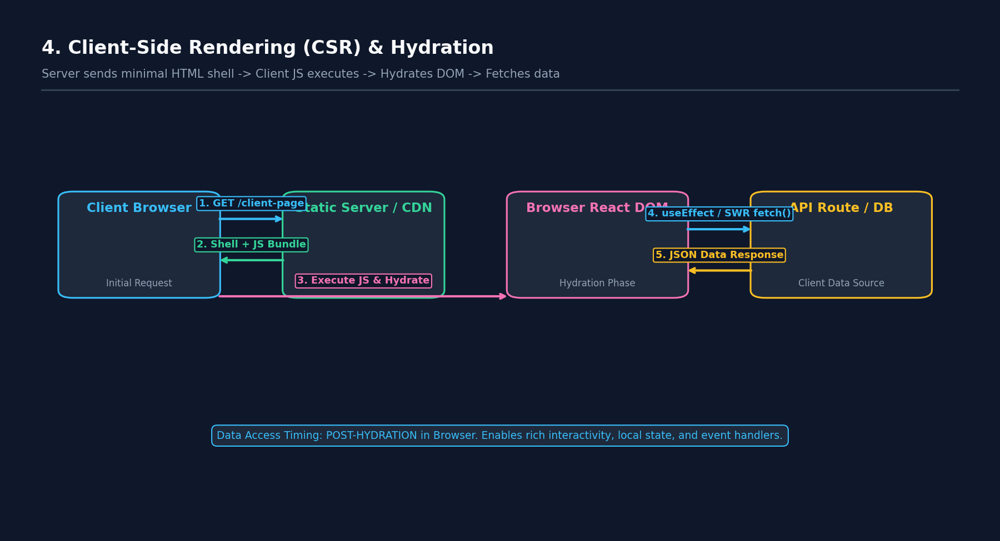 4. Client-Side Rendering (CSR) & Hydration
Server sends minimal HTML shell -> Client JS executes -> Hydrates DOM -> Fetches data
Client Browser
1. GET /client-page
Static Server / CDN
2. Shell + JS Bundle
Initial Request
3. Execute JS & Hydrate
Browser React DOM
4. useEffect / SWR fetch()
API Route / DB
5. JSON Data Response
Hydration Phase
Client Data Source
Data Access Timing: POST-HYDRATION in Browser. Enables rich interactivity, local state, and event handlers.